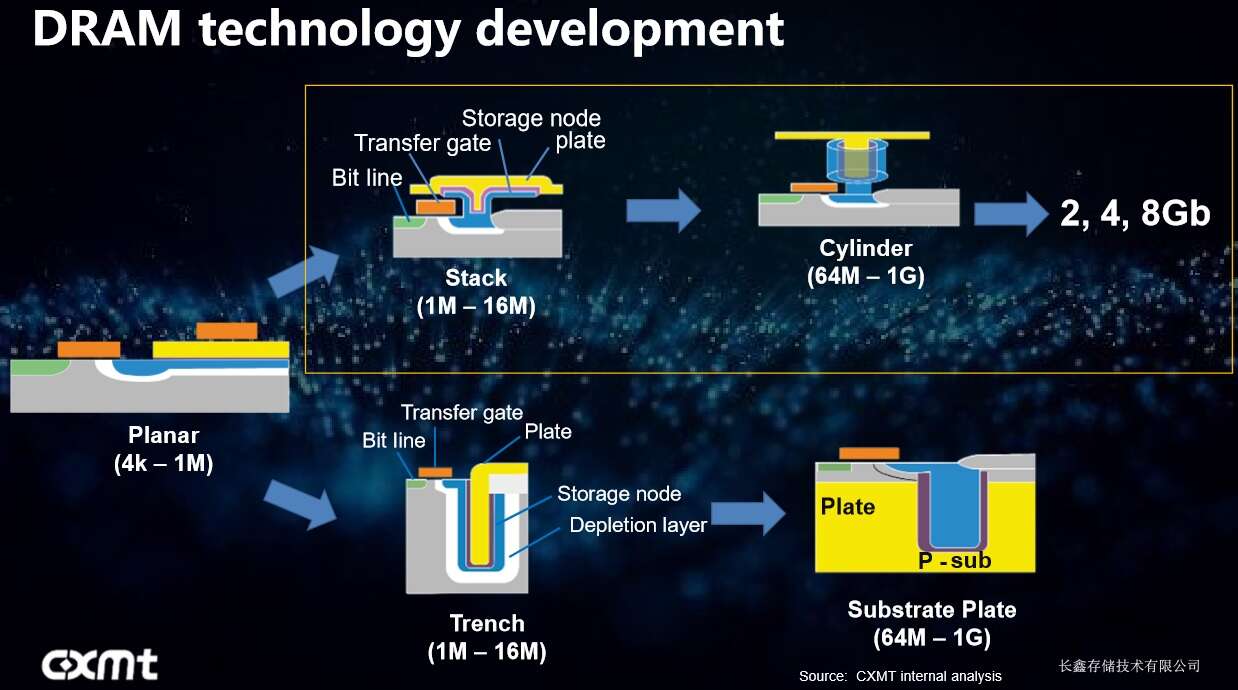 DRAM technology development
Storage node
Transfer gate
plate
Bit line
Stack
(1M – 16M)
Cylinder
(64M – 1G)
2, 4, 8Gb
Planar
(4k – 1M)
Transfer gate
Bit line
Plate
Storage node
Depletion layer
Trench
(1M – 16M)
Plate
P - sub
Substrate Plate
(64M – 1G)
cxmt
Source: CXMT internal analysis
长鑫存储技术有限公司